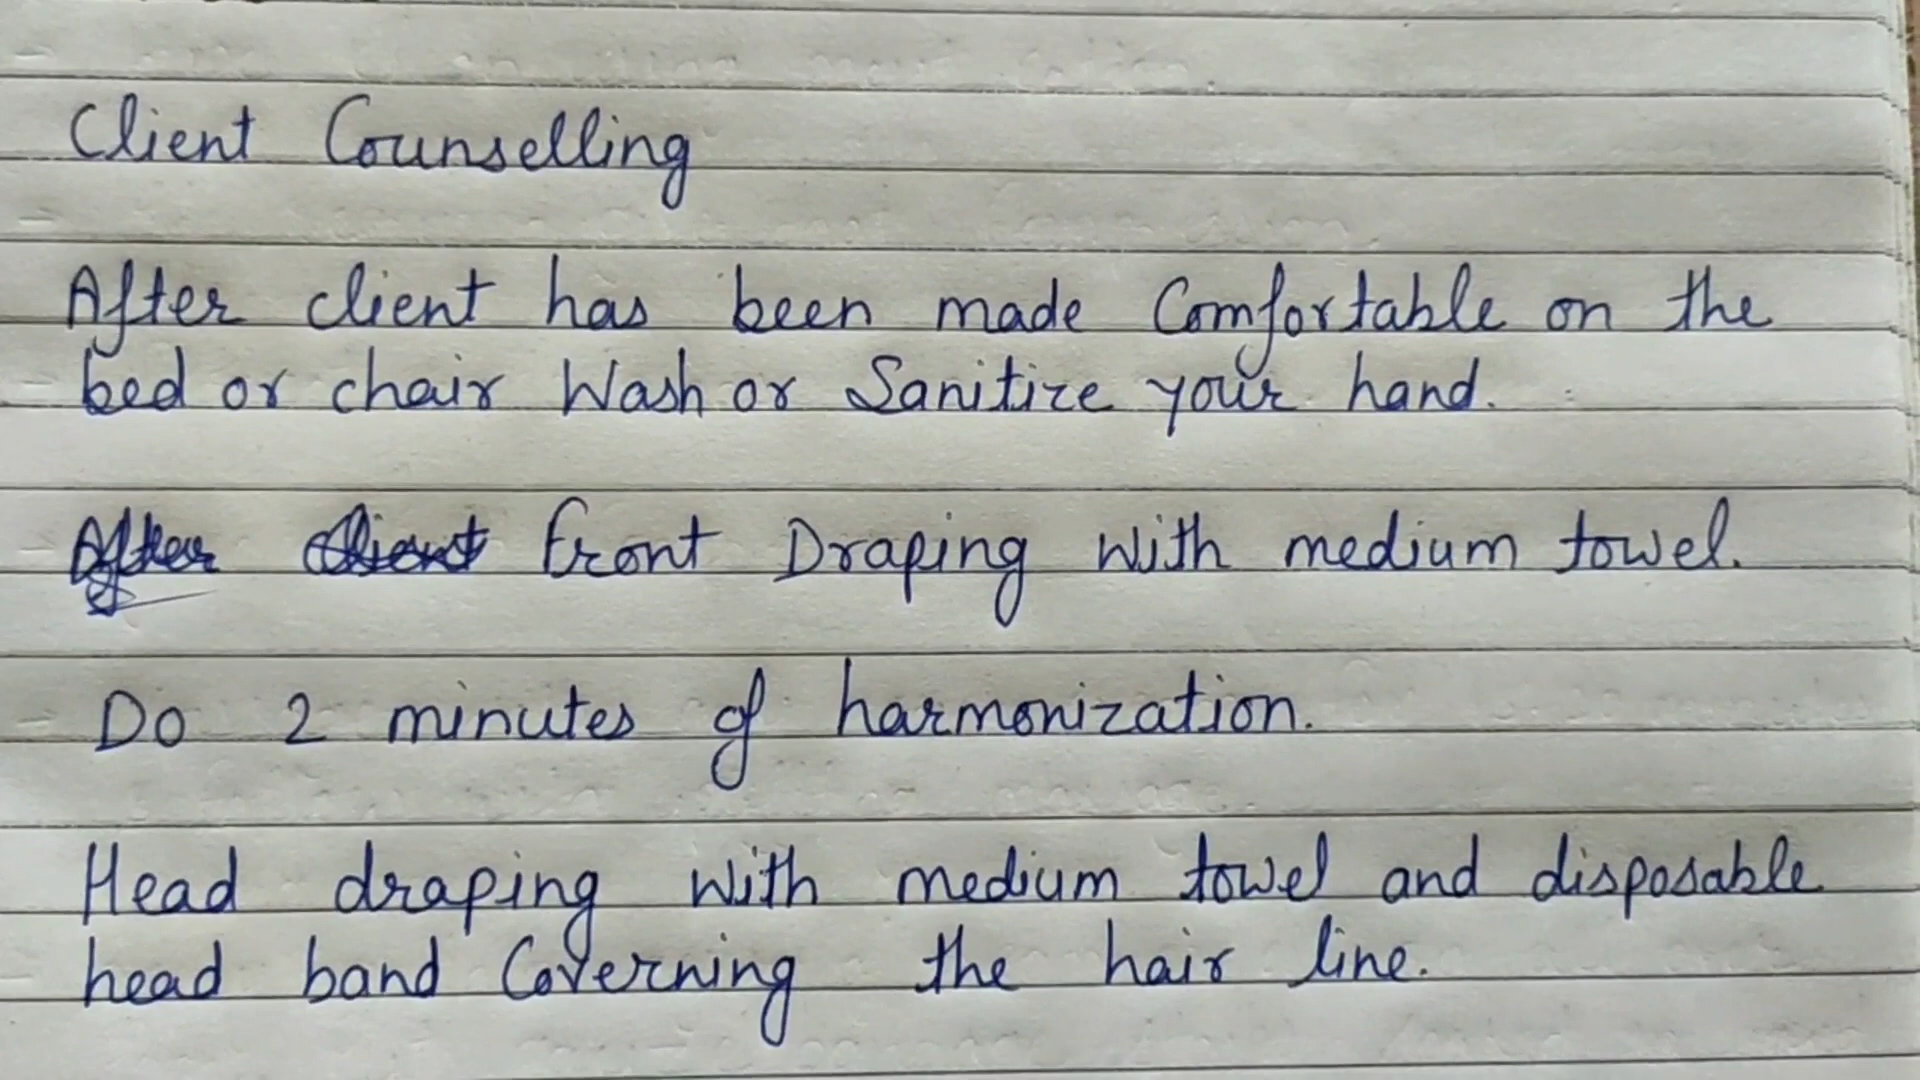 Client Counselling
After client has been made Comfortable on the
bed or chair Wash or Sanitize your hand.
After Client front Draping with medium towel.
Do 2 minutes of harmonization.
Head draping with medium towel and disposable
head band Coverning the hair line.